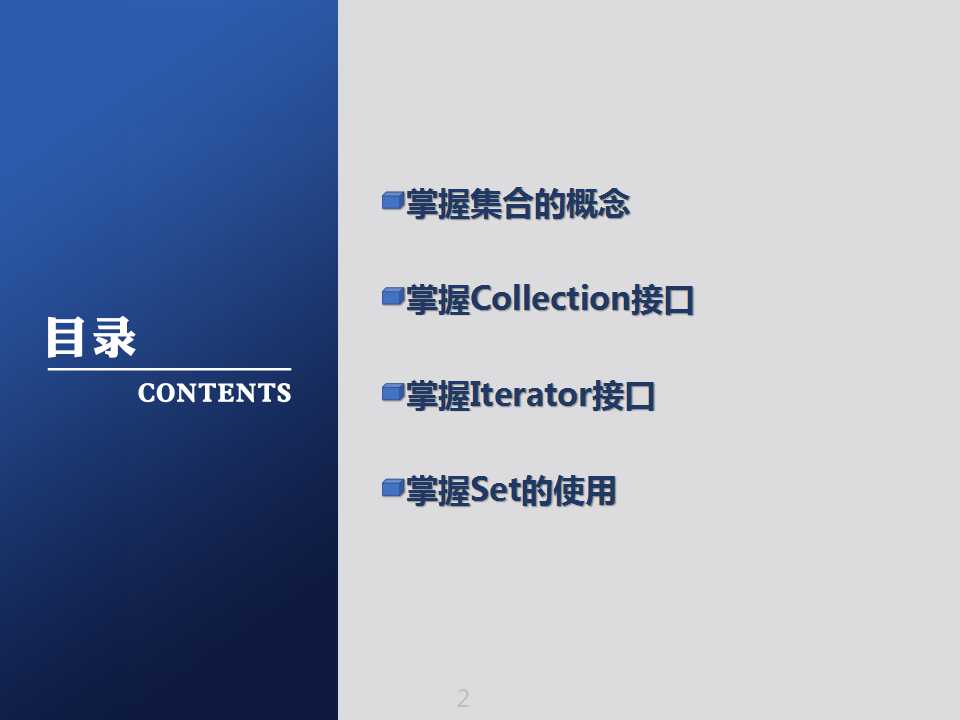 目录
CONTENTS
掌握集合的概念
掌握Collection接口
掌握Iterator接口
掌握Set的使用
2